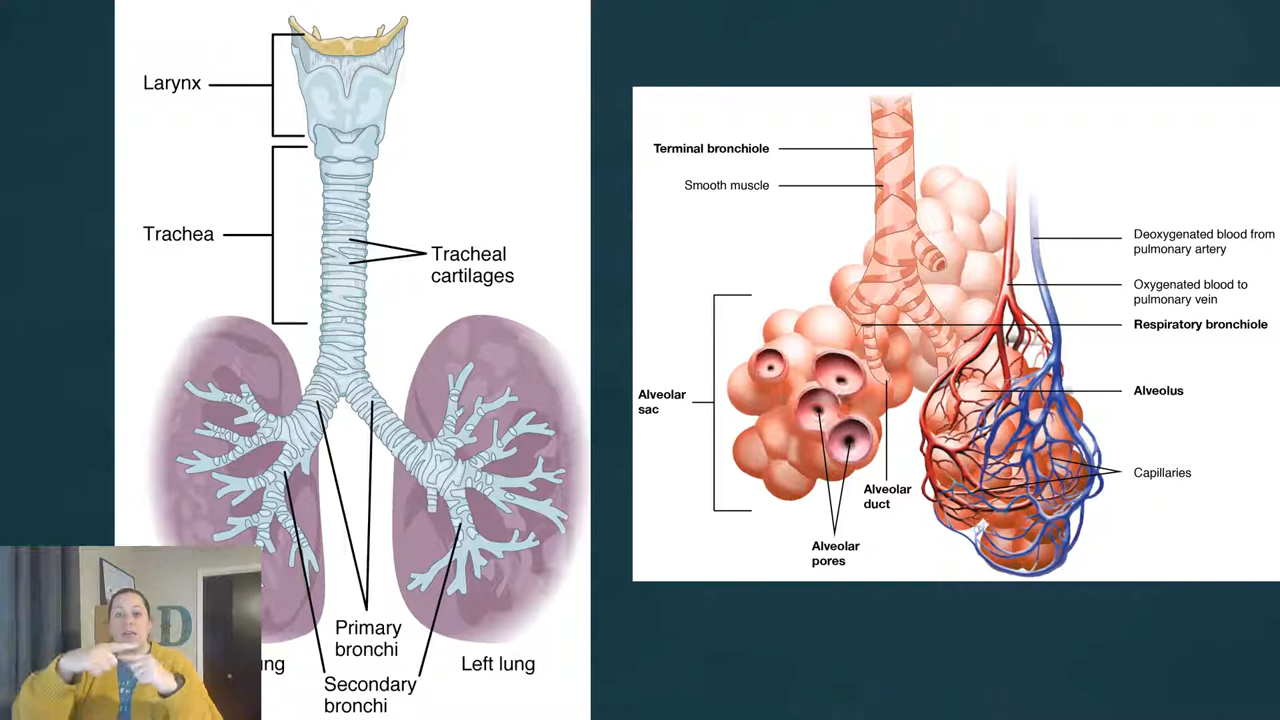 Larynx
Trachea
Tracheal
cartilages
Primary
bronchi
ung
Left lung
Secondary
bronchi
D
Terminal bronchiole
Smooth muscle
Deoxygenated blood from
pulmonary artery
Oxygenated blood to
pulmonary vein
Respiratory bronchiole
Alveolar
sac
Alveolus
Capillaries
Alveolar
duct
Alveolar
pores